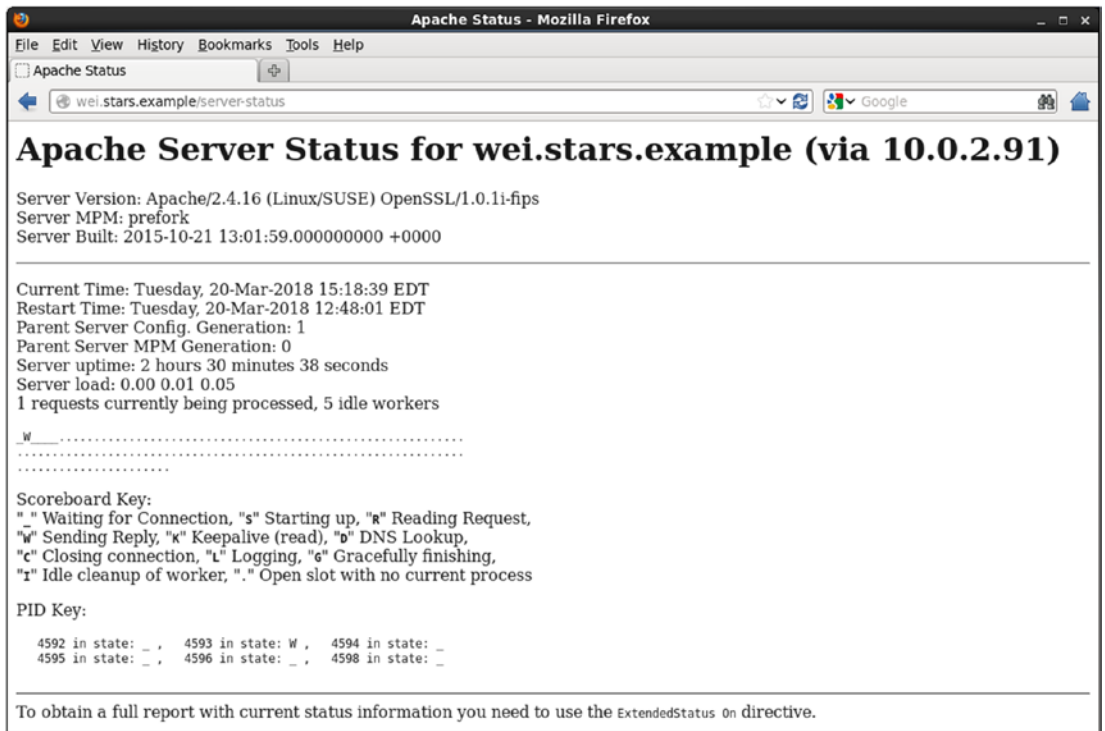 Apache Status - Mozilla Firefox
File Edit View History Bookmarks Tools Help
Apache Status
wei.stars.example/server-status
Google
Apache Server Status for wei.stars.example (via 10.0.2.91)
Server Version: Apache/2.4.16 (Linux/SUSE) OpenSSL/1.0.1i-fips
Server MPM: prefork
Server Built: 2015-10-21 13:01:59.000000000 +0000
Current Time: Tuesday, 20-Mar-2018 15:18:39 EDT
Restart Time: Tuesday, 20-Mar-2018 12:48:01 EDT
Parent Server Config. Generation: 1
Parent Server MPM Generation: 0
Server uptime: 2 hours 30 minutes 38 seconds
Server load: 0.00 0.01 0.05
1 requests currently being processed, 5 idle workers
_W____..........................................................
................................................................
......................
Scoreboard Key:
"_" Waiting for Connection, "S" Starting up, "R" Reading Request,
"W" Sending Reply, "K" Keepalive (read), "D" DNS Lookup,
"C" Closing connection, "L" Logging, "G" Gracefully finishing,
"I" Idle cleanup of worker, "." Open slot with no current process
PID Key:
4592 in state: _ , 4593 in state: W , 4594 in state: _
4595 in state: _ , 4596 in state: _ , 4598 in state: _
To obtain a full report with current status information you need to use the ExtendedStatus On directive.